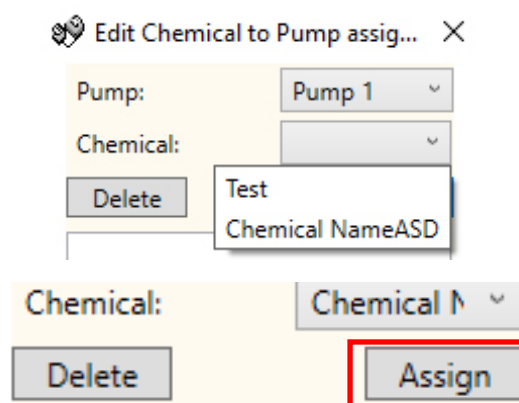 Edit Chemical to Pump assig...
Pump: Pump 1
Chemical:
Delete
Test
Chemical NameASD
Chemical: Chemical N
Delete Assign